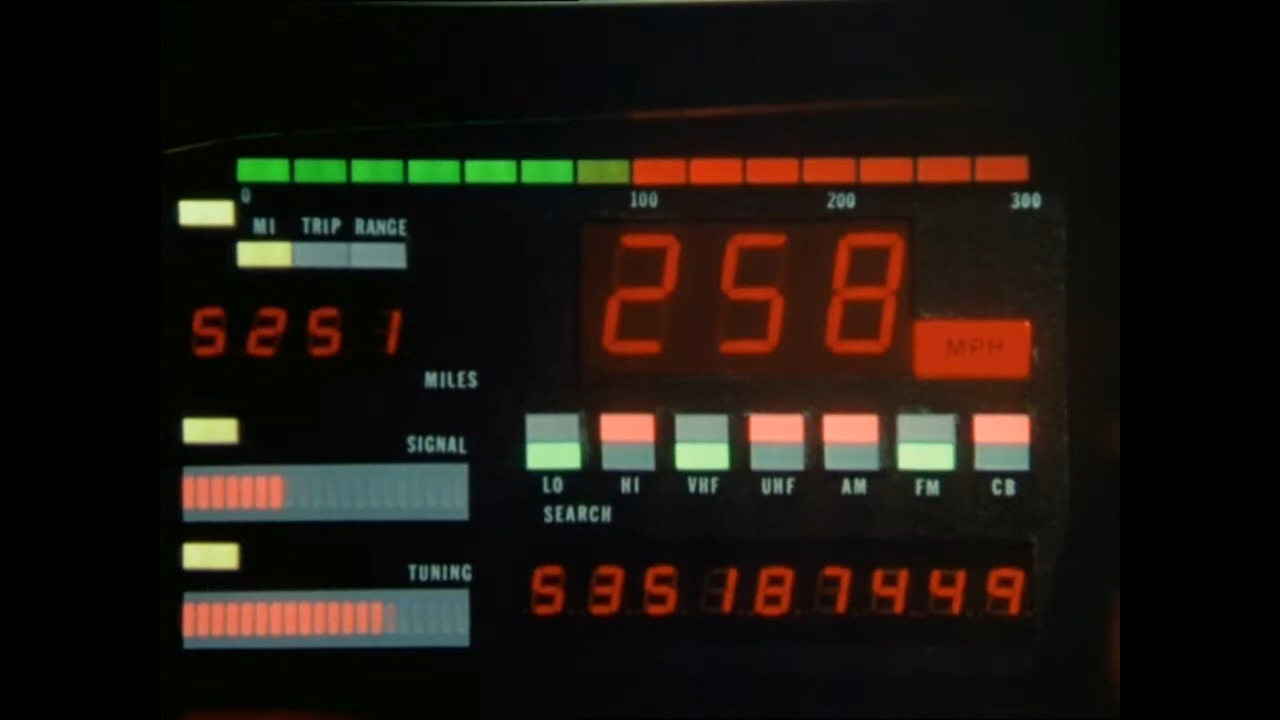 0 100 200 300
MI TRIP RANGE
258
MPH
5251
MILES
SIGNAL
LO HI VHF UHF AM FM CB
SEARCH
TUNING
535187449